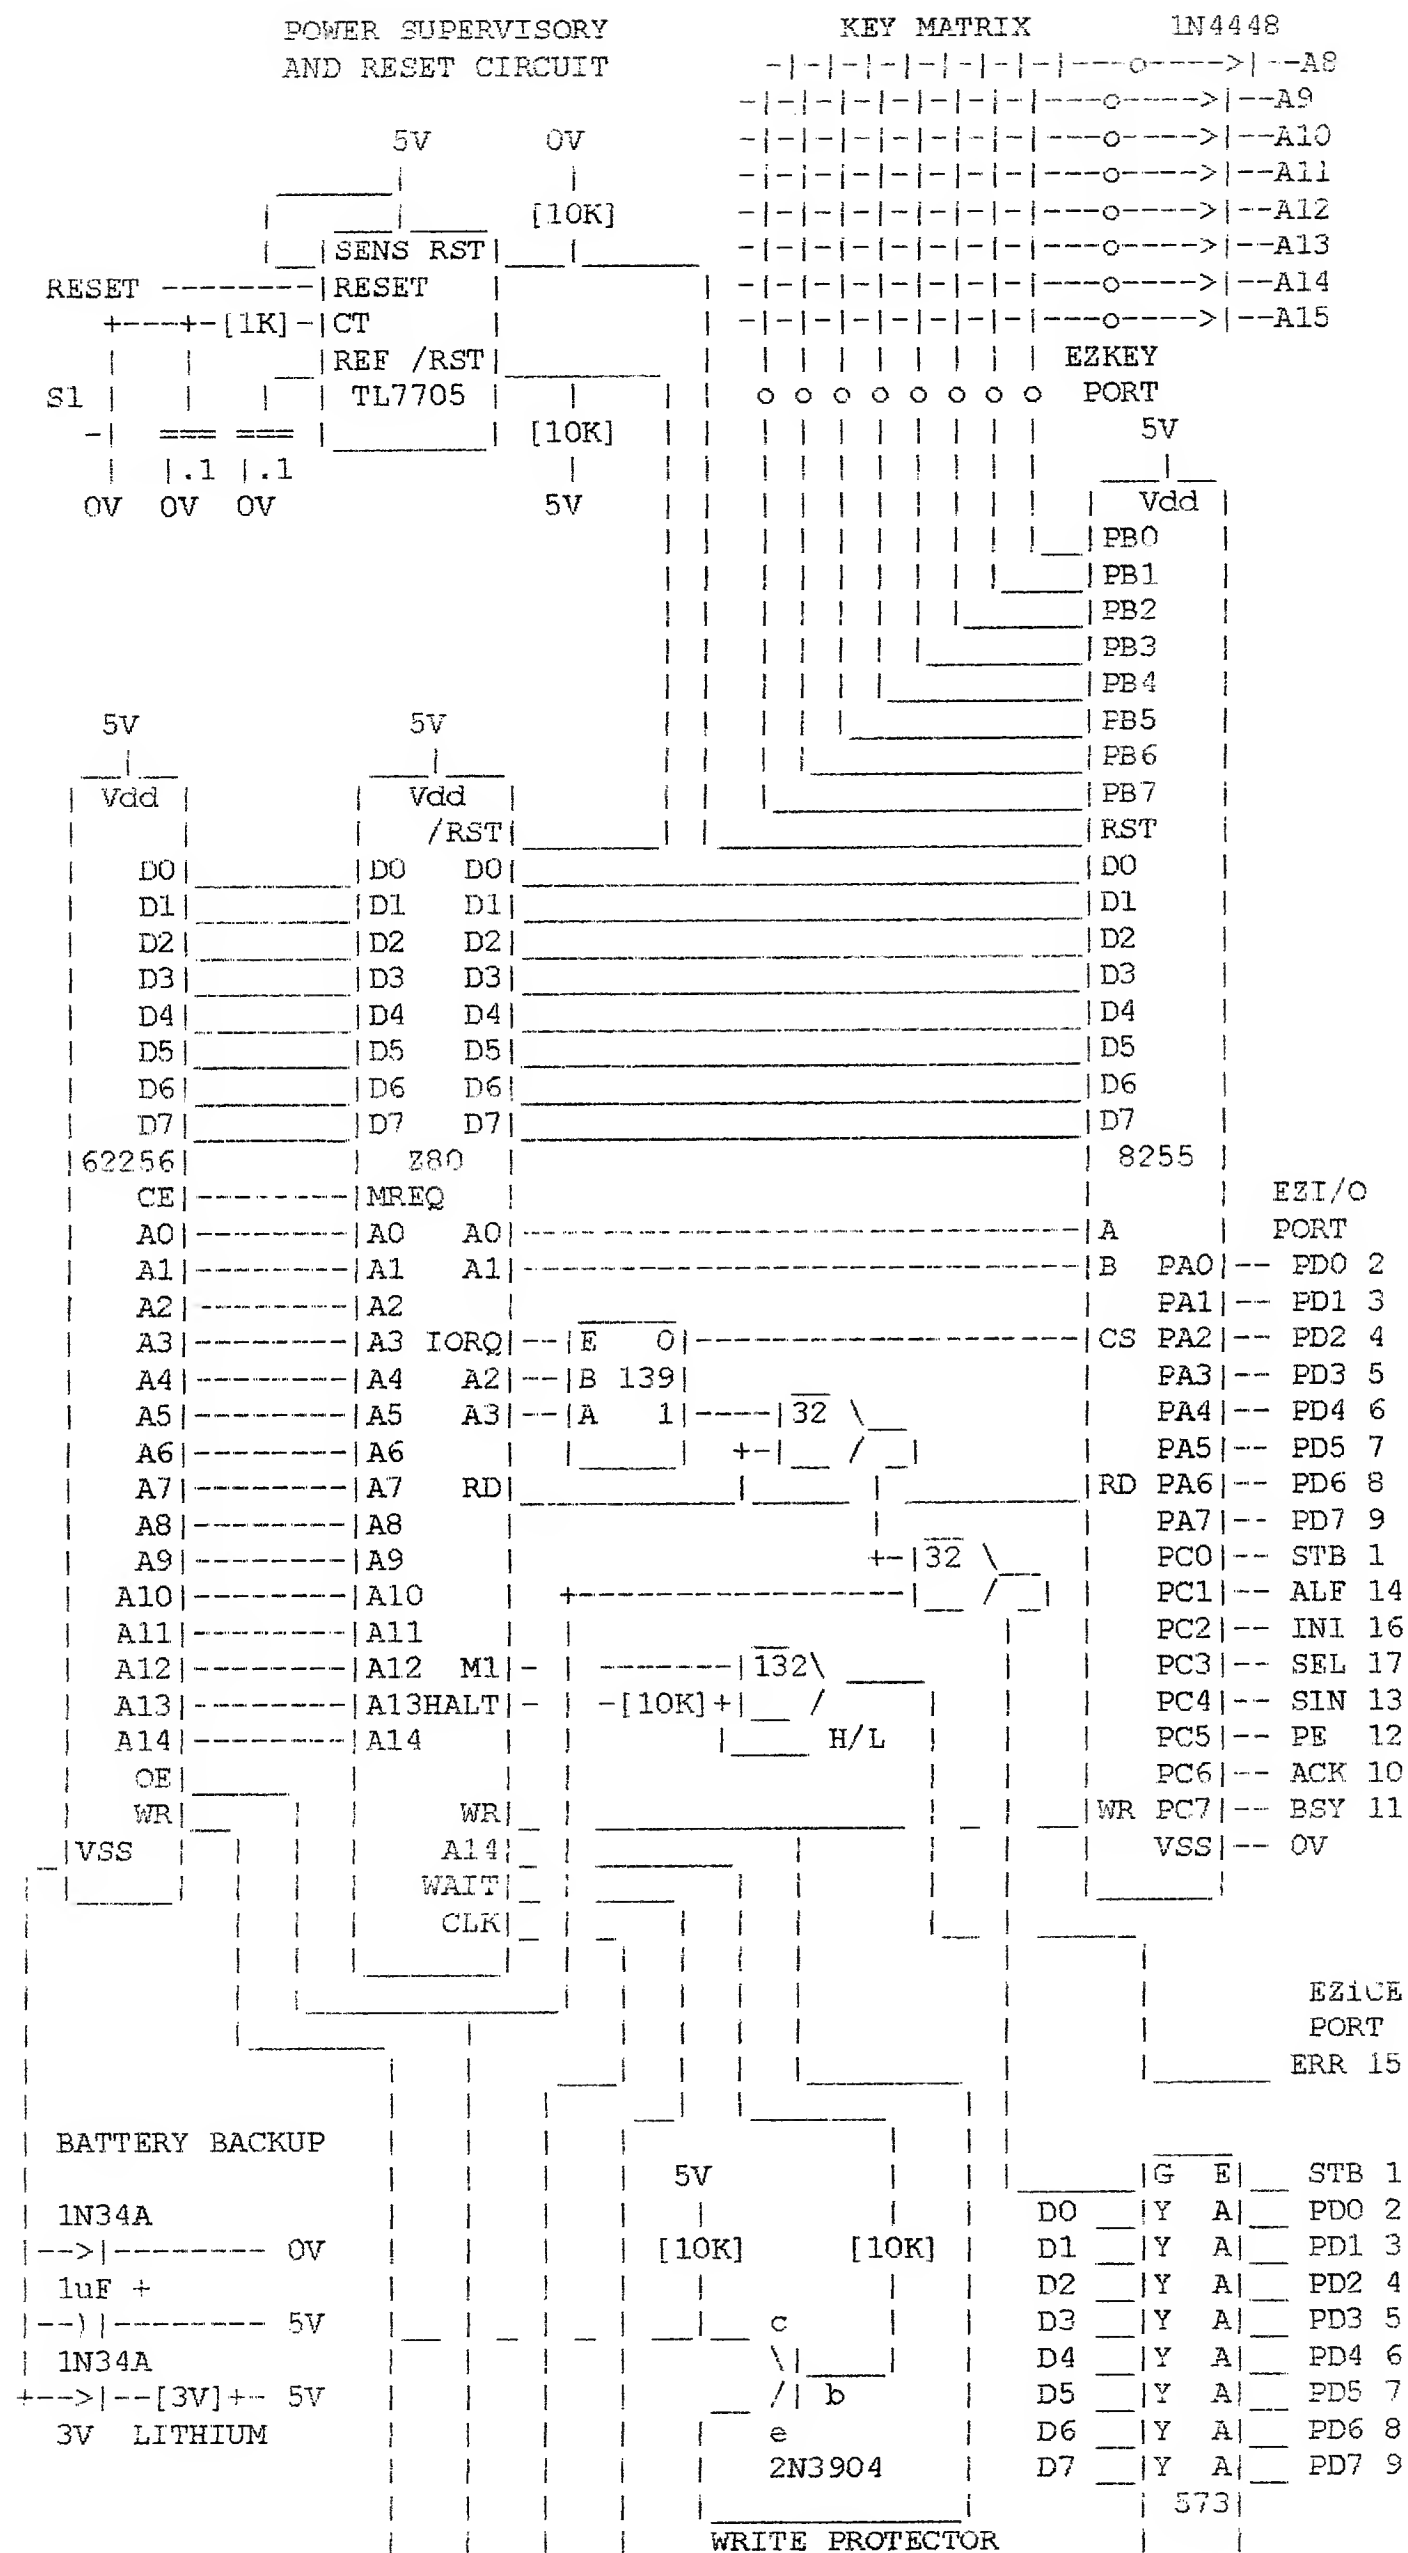 POWER SUPERVISORY KEY MATRIX 1N4448
AND RESET CIRCUIT A8
A9
5V 0V A10
A11
[10K] A12
SENS RST A13
RESET RESET A14
[1K] CT A15
REF /RST EZKEY
S1 TL7705 PORT
[10K] 5V
.1 .1
0V 0V 0V 5V Vdd
PB0
PB1
PB2
PB3
PB4
5V 5V PB5
PB6
Vdd Vdd PB7
/RST RST
D0 D0 D0 D0
D1 D1 D1 D1
D2 D2 D2 D2
D3 D3 D3 D3
D4 D4 D4 D4
D5 D5 D5 D5
D6 D6 D6 D6
D7 D7 D7 D7
62256 Z80 8255
CE MREQ EZI/O
A0 A0 A0 A PORT
A1 A1 A1 B PA0 PD0 2
A2 A2 PA1 PD1 3
A3 A3 IORQ E 0 CS PA2 PD2 4
A4 A4 A2 B 139 PA3 PD3 5
A5 A5 A3 A 1 32 PA4 PD4 6
A6 A6 PA5 PD5 7
A7 A7 RD RD PA6 PD6 8
A8 A8 PA7 PD7 9
A9 A9 32 PC0 STB 1
A10 A10 PC1 ALF 14
A11 A11 PC2 INI 16
A12 A12 M1 132 PC3 SEL 17
A13 A13HALT [10K] PC4 SIN 13
A14 A14 H/L PC5 PE 12
OE PC6 ACK 10
WR WR WR PC7 BSY 11
VSS A14 VSS 0V
WAIT
CLK
EZiCE
PORT
ERR 15
BATTERY BACKUP
5V G E STB 1
1N34A D0 Y A PD0 2
0V [10K] [10K] D1 Y A PD1 3
1uF + D2 Y A PD2 4
5V c D3 Y A PD3 5
1N34A D4 Y A PD4 6
[3V]+- 5V b D5 Y A PD5 7
3V LITHIUM e D6 Y A PD6 8
2N3904 D7 Y A PD7 9
573
WRITE PROTECTOR